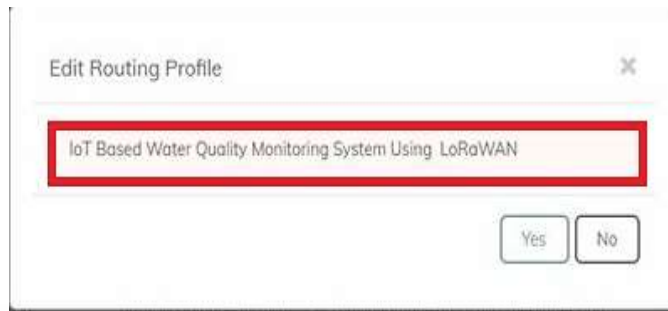 Edit Routing Profile
IoT Based Water Quality Monitoring System Using LoRaWAN
Yes
No